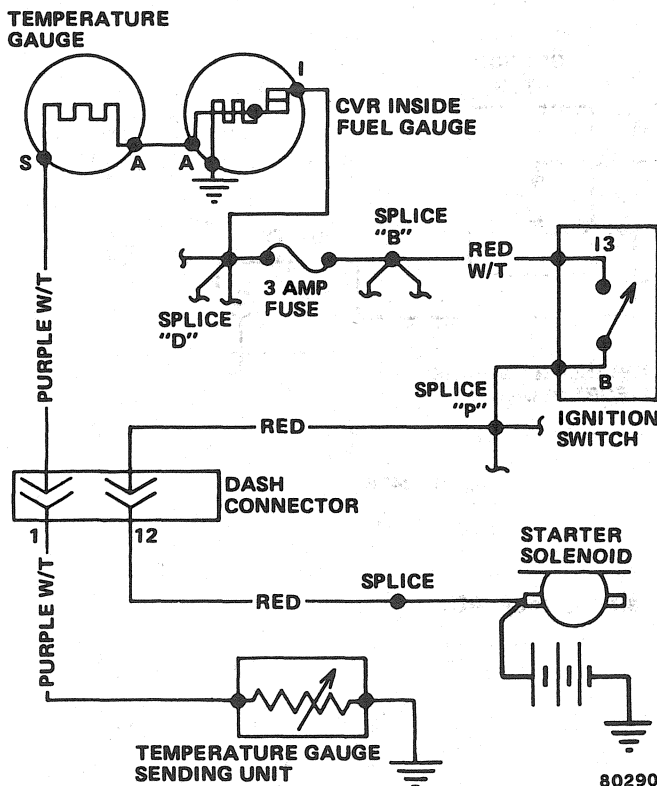 TEMPERATURE
GAUGE
I
CVR INSIDE
FUEL GAUGE
S
A
A
SPLICE
"B"
RED
W/T
I3
3 AMP
FUSE
SPLICE
"D"
PURPLE W/T
B
SPLICE
"P"
IGNITION
SWITCH
RED
DASH
CONNECTOR
1
12
STARTER
SOLENOID
SPLICE
RED
PURPLE W/T
TEMPERATURE GAUGE
SENDING UNIT
80290